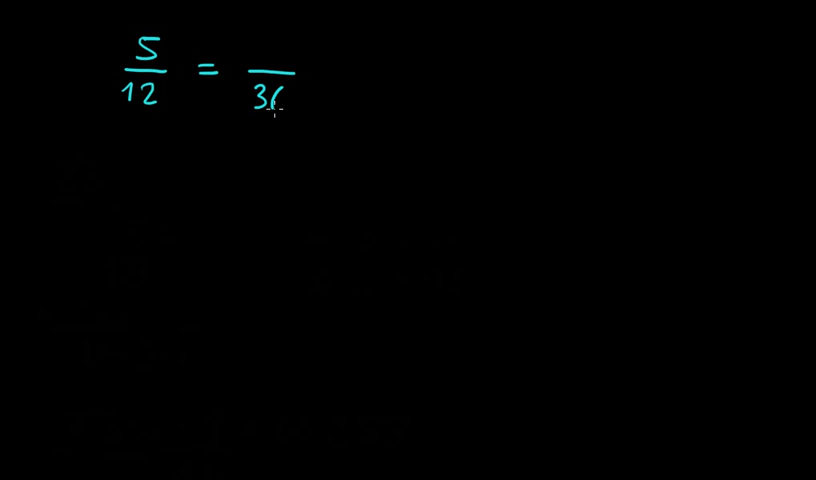 5/12 = /3